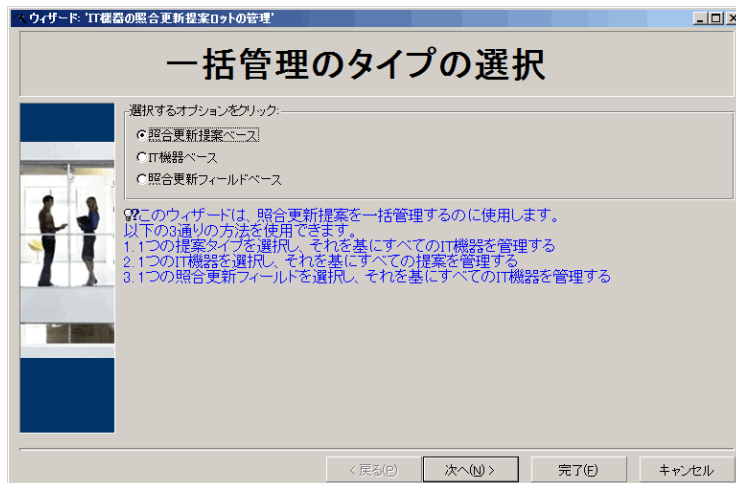 ウィザード: 'IT機器の照合更新提案ロットの管理'
一括管理のタイプの選択
選択するオプションをクリック:
照合更新提案ベース
IT機器ベース
照合更新フィールドベース
このウィザードは、照合更新提案を一括管理するのに使用します。
以下の3通りの方法を使用できます。
1.1つの提案タイプを選択し、それを基にすべてのIT機器を管理する
2.1つのIT機器を選択し、それを基にすべての提案を管理する
3.1つの照合更新フィールドを選択し、それを基にすべてのIT機器を管理する
<戻る(P) 次へ(N)> 完了(F) キャンセル